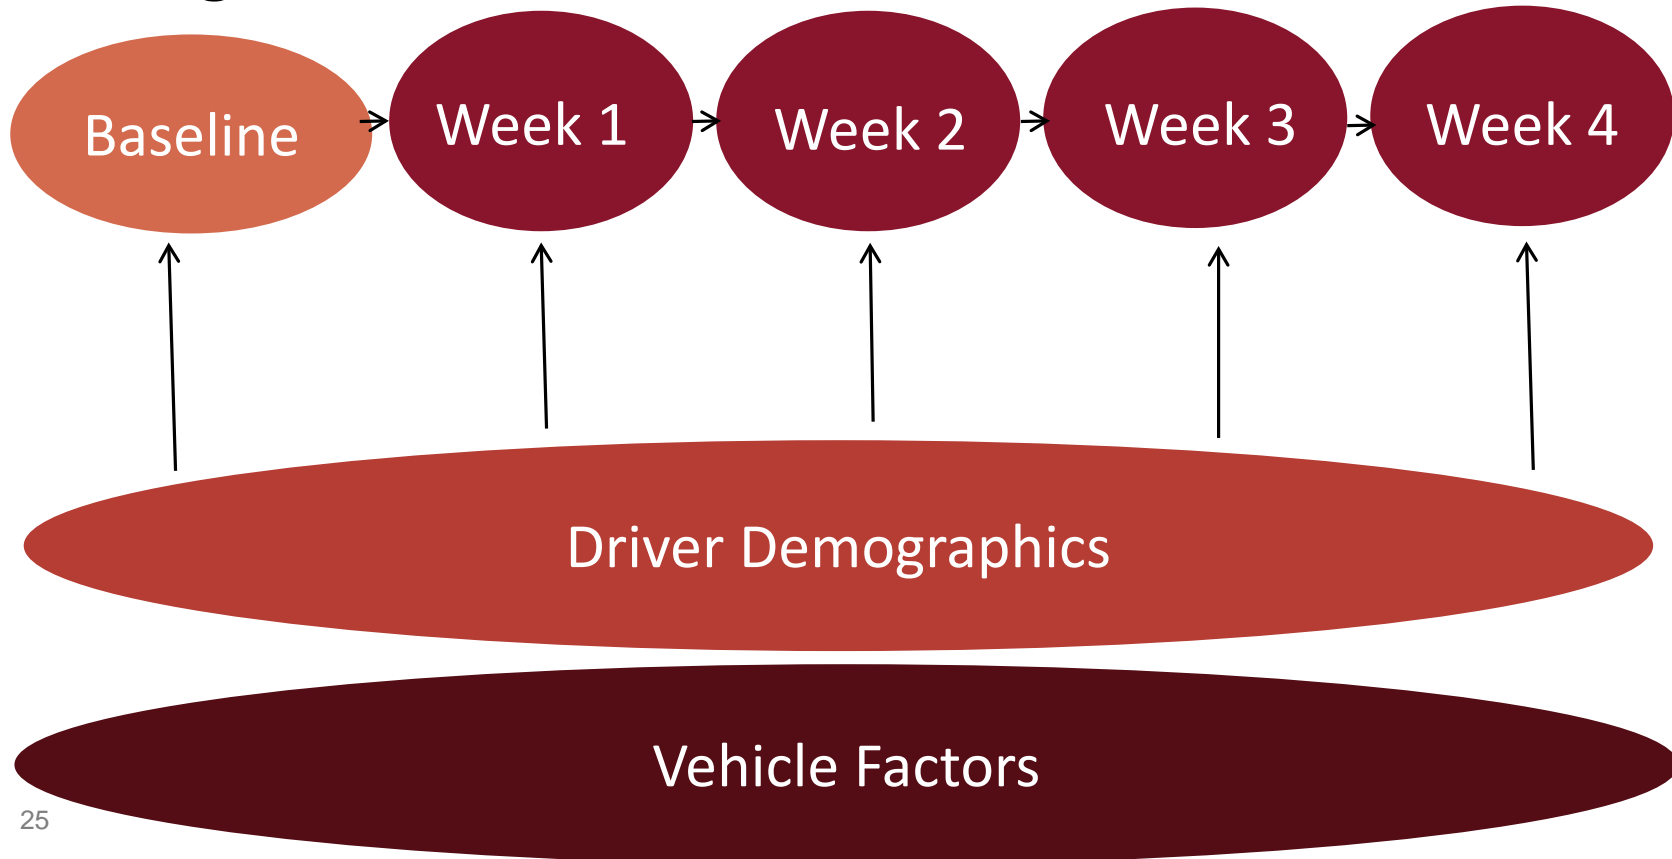 Baseline
Week 1
Week 2
Week 3
Week 4
Driver Demographics
Vehicle Factors
25